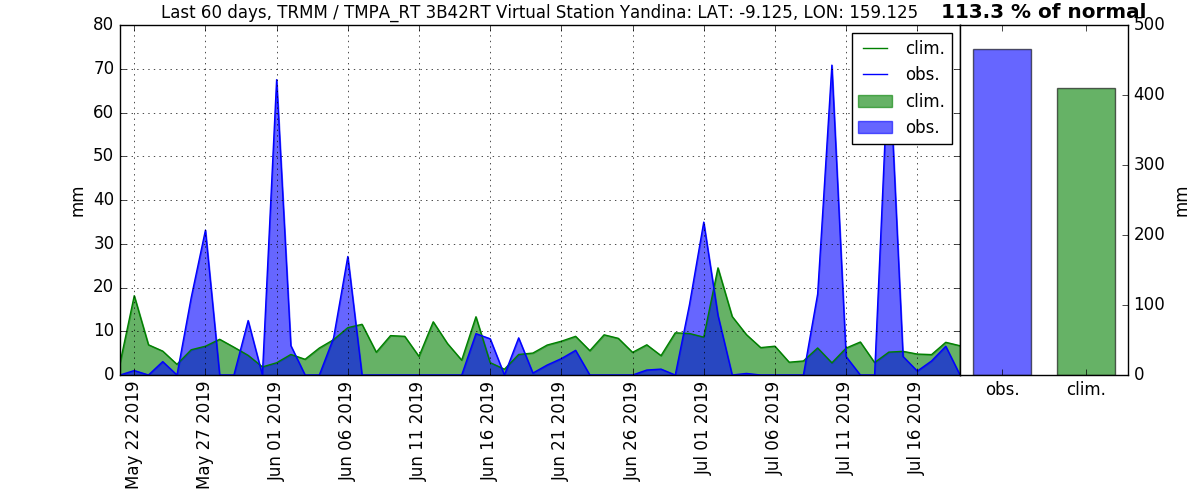 Last 60 days, TRMM / TMPA_RT 3B42RT Virtual Station Yandina: LAT: -9.125, LON: 159.125
113.3 % of normal
80
70
60
50
40
30
20
10
0
mm
clim.
obs.
clim.
obs.
500
400
300
200
100
0
mm
May 22 2019
May 27 2019
Jun 01 2019
Jun 06 2019
Jun 11 2019
Jun 16 2019
Jun 21 2019
Jun 26 2019
Jul 01 2019
Jul 06 2019
Jul 11 2019
Jul 16 2019
obs.
clim.